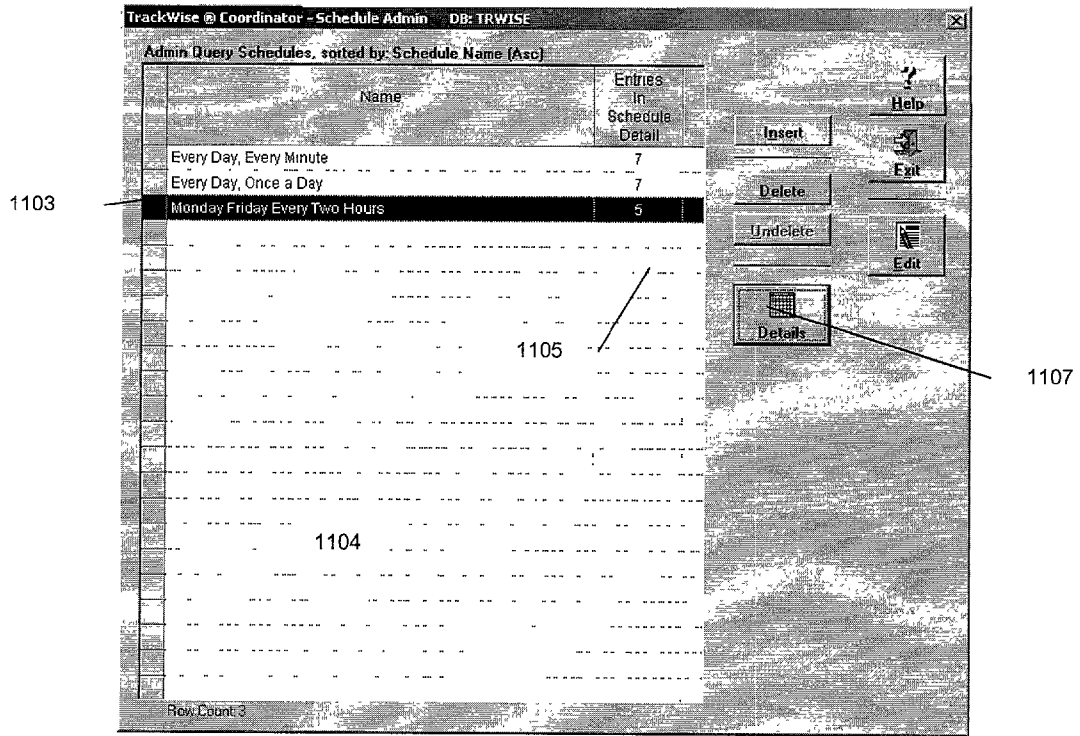 TrackWise ® Coordinator - Schedule Admin DB: TRWISE
Admin Query Schedules, sorted by: Schedule Name (Asc)
Name
Entries In Schedule Detail
Every Day, Every Minute 7
Every Day, Once a Day 7
Monday Friday Every Two Hours 5
Help
Insert
Exit
Delete
Undelete
Edit
Details
1103
1105
1107
1104
Row Count: 3